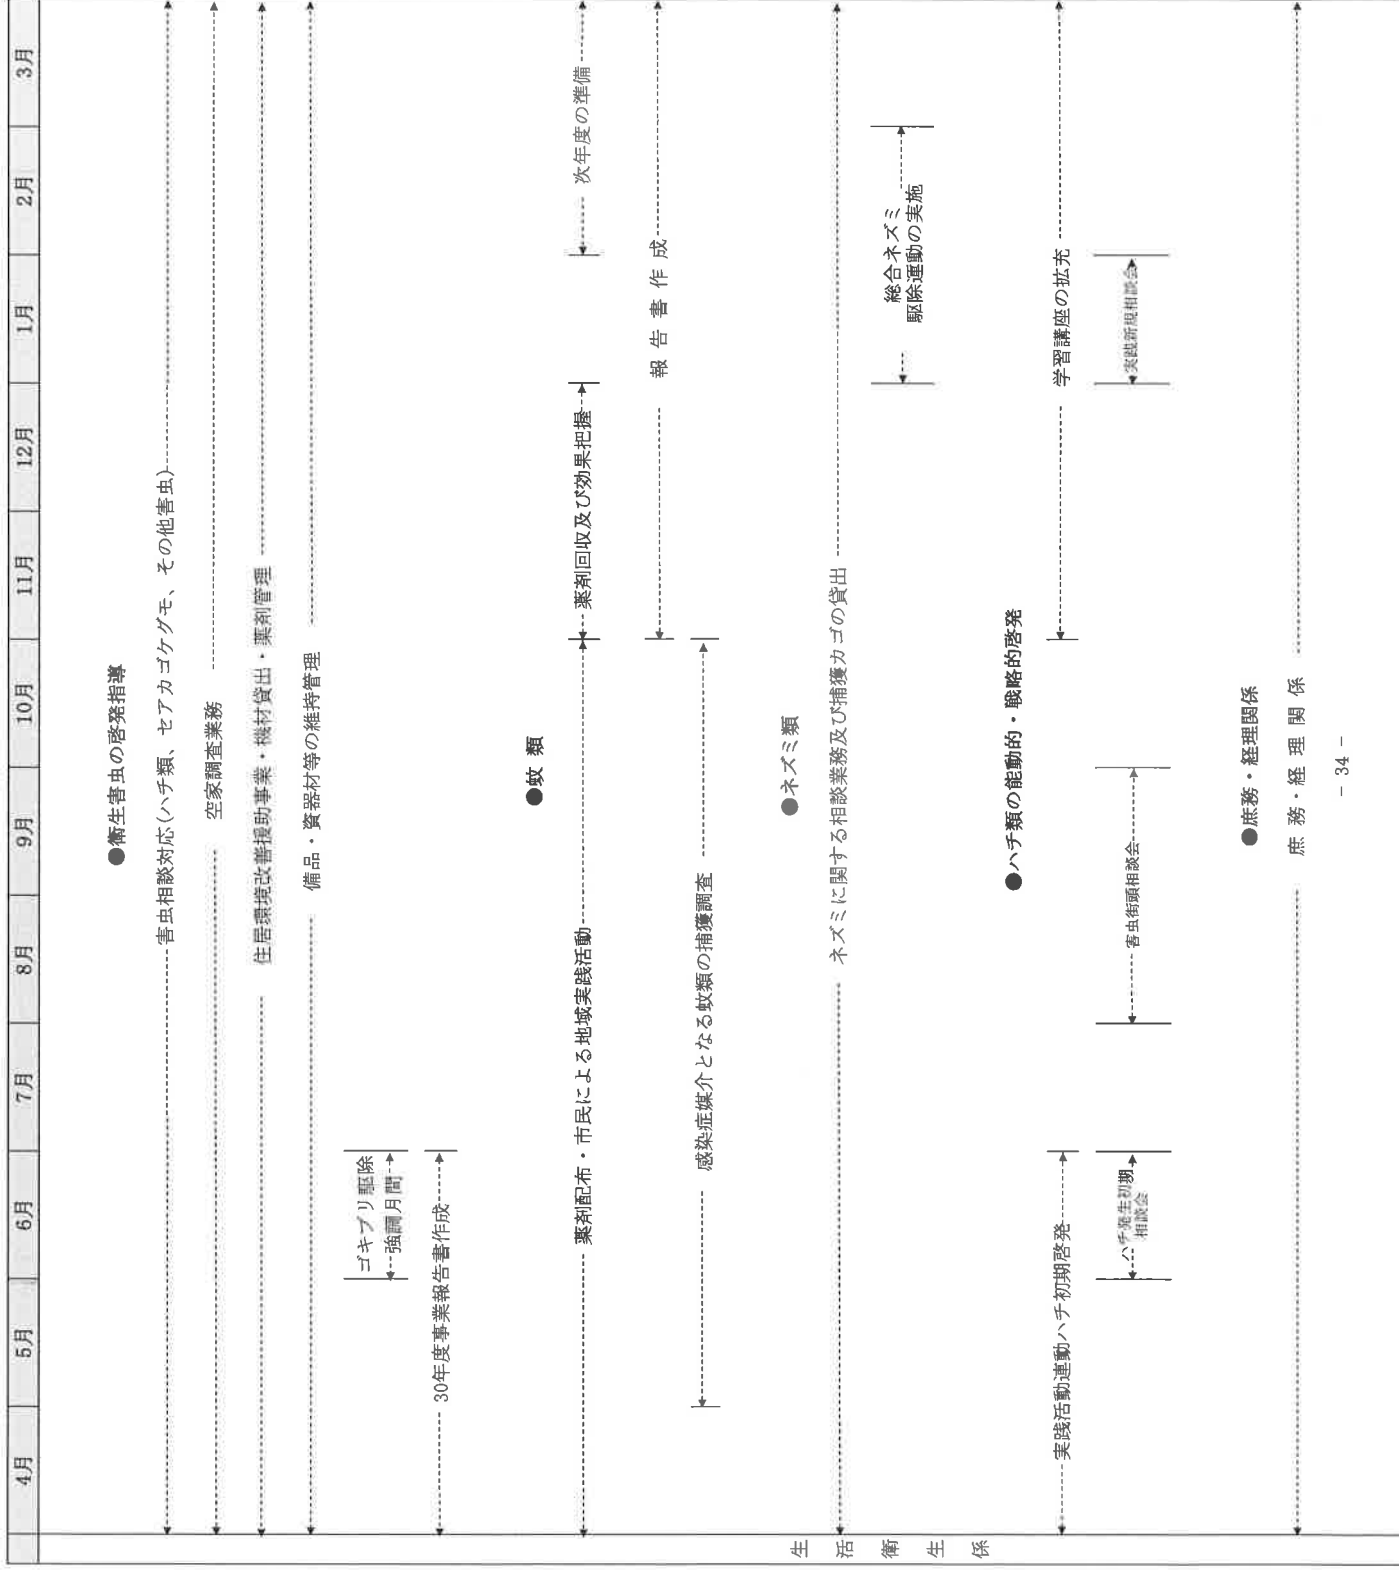 4月 5月 6月 7月 8月 9月 10月 11月 12月 1月 2月 3月
生活衛生係
●衛生害虫の啓発指導
害虫相談対応(ハチ類、セアカゴケグモ、その他害虫)
空家調査業務
住居環境改善援助事業・機材貸出・薬剤管理
備品・資器材等の維持管理
ゴキブリ駆除
強調月間
30年度事業報告書作成
●蚊類
薬剤配布・市民による地域実践活動
薬剤回収及び効果把握
次年度の準備
報告書作成
感染症媒介となる蚊類の捕獲調査
●ネズミ類
ネズミに関する相談業務及び捕獲カゴの貸出
総合ネズミ
駆除運動の実施
●ハチ類の能動的・戦略的啓発
実践活動連動ハチ初期啓発
学習講座の拡充
ハチ発生初期
相談会
害虫街頭相談会
実践新規相談会
●庶務・経理関係
庶務・経理関係
- 34 -